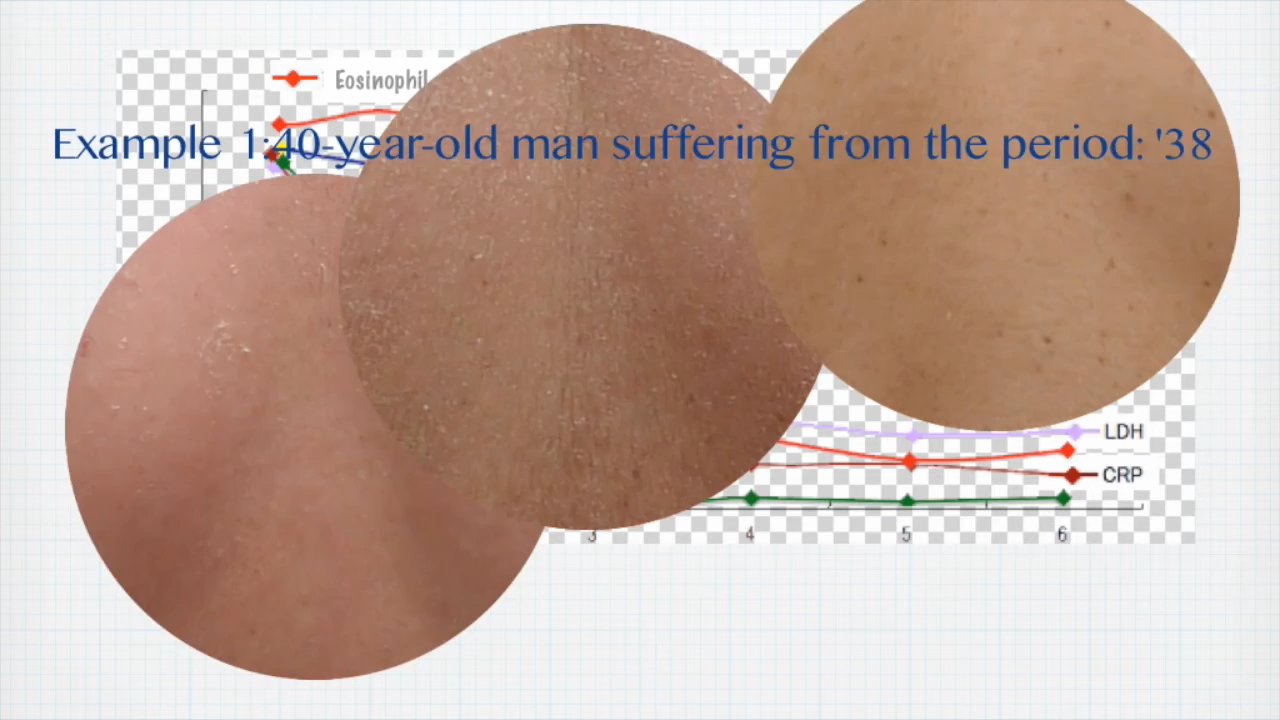 Eosinophil
Example 1:40-year-old man suffering from the period: '38
LDH
CRP
3
4
5
6